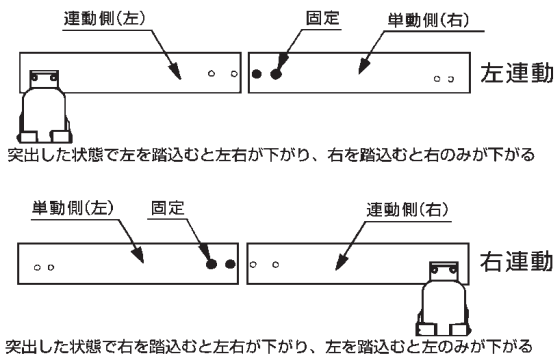 連動側(左) 固定 単動側(右)
左連動
突出した状態で左を踏込むと左右が下がり、右を踏込むと右のみが下がる
単動側(左) 固定 連動側(右)
右連動
突出した状態で右を踏込むと左右が下がり、左を踏込むと左のみが下がる